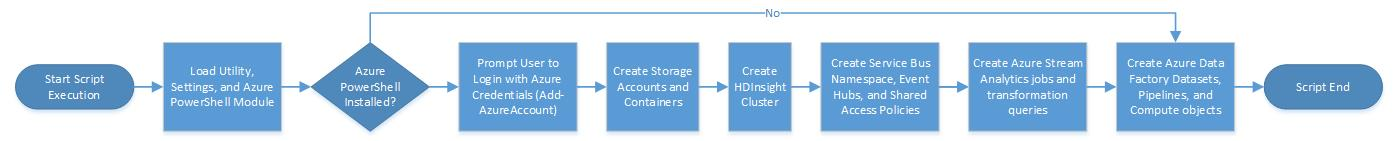 No
Start Script
Execution
Load Utility,
Settings, and Azure
PowerShell Module
Azure
PowerShell
Installed?
Prompt User to
Login with Azure
Credentials (Add-
AzureAccount)
Create Storage
Accounts and
Containers
Create
HDInsight
Cluster
Create Service Bus
Namespace, Event
Hubs, and Shared
Access Policies
Create Azure Stream
Analytics jobs and
transformation
queries
Create Azure Data
Factory Datasets,
Pipelines, and
Compute objects
Script End